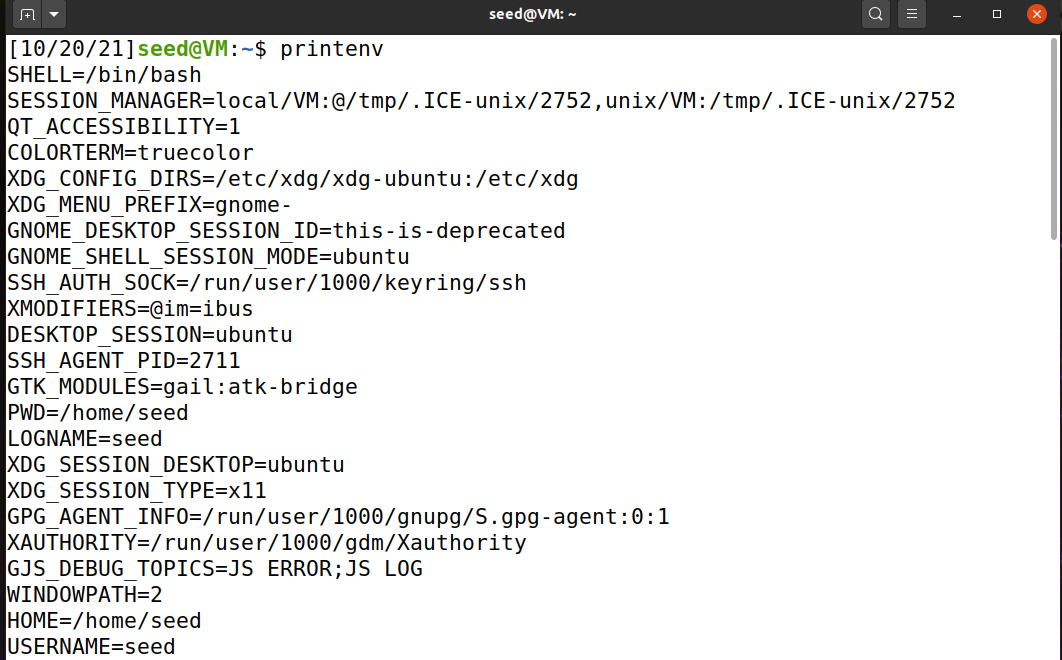 seed@VM: ~
[10/20/21]seed@VM:~$ printenv
SHELL=/bin/bash
SESSION_MANAGER=local/VM:@/tmp/.ICE-unix/2752,unix/VM:/tmp/.ICE-unix/2752
QT_ACCESSIBILITY=1
COLORTERM=truecolor
XDG_CONFIG_DIRS=/etc/xdg/xdg-ubuntu:/etc/xdg
XDG_MENU_PREFIX=gnome-
GNOME_DESKTOP_SESSION_ID=this-is-deprecated
GNOME_SHELL_SESSION_MODE=ubuntu
SSH_AUTH_SOCK=/run/user/1000/keyring/ssh
XMODIFIERS=@im=ibus
DESKTOP_SESSION=ubuntu
SSH_AGENT_PID=2711
GTK_MODULES=gail:atk-bridge
PWD=/home/seed
LOGNAME=seed
XDG_SESSION_DESKTOP=ubuntu
XDG_SESSION_TYPE=x11
GPG_AGENT_INFO=/run/user/1000/gnupg/S.gpg-agent:0:1
XAUTHORITY=/run/user/1000/gdm/Xauthority
GJS_DEBUG_TOPICS=JS ERROR;JS LOG
WINDOWPATH=2
HOME=/home/seed
USERNAME=seed